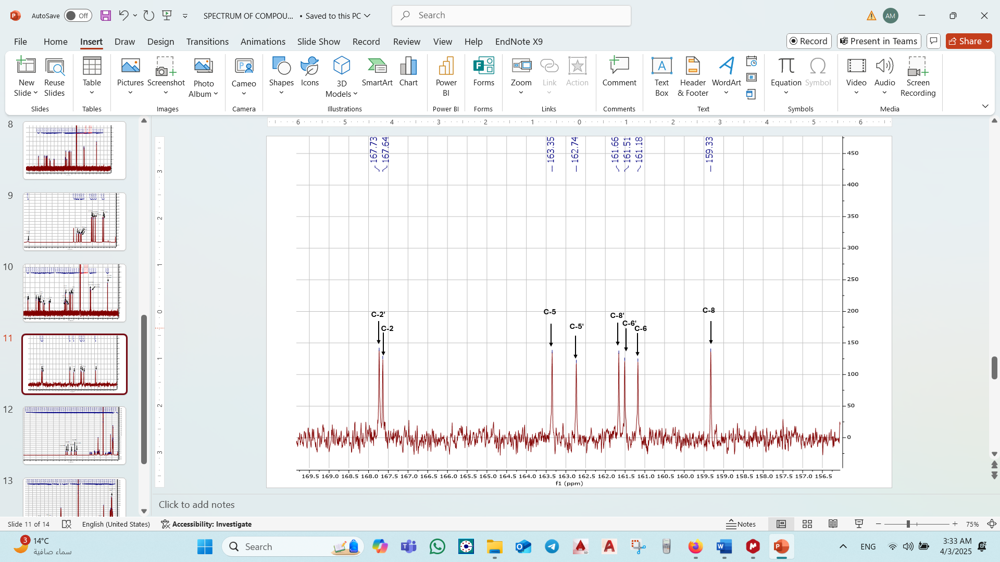 AutoSave Off SPECTRUM OF COMPOU... • Saved to this PC Search AM
File Home Insert Draw Design Transitions Animations Slide Show Record Review View Help EndNote X9 Record Present in Teams Share
New Slide Reuse Slides Table Pictures Screenshot Photo Album Cameo Shapes Icons 3D Models SmartArt Chart Power BI Forms Zoom Link Action Comment Text Box Header & Footer WordArt Equation Symbol Video Audio Screen Recording
Slides Tables Images Camera Illustrations Power BI Forms Links Comments Text Symbols Media
6 5 4 3 2 1 0 1 2 3 4 5 6
8
9
10
11
12
13
3
2
1
0
1
2
3
167.73
167.64
163.35
162.74
161.66
161.51
161.18
159.33
450
400
350
300
250
200
150
100
50
0
C-2'
C-2
C-5
C-5'
C-8'
C-6'
C-6
C-8
169.5 169.0 168.5 168.0 167.5 167.0 166.5 166.0 165.5 165.0 164.5 164.0 163.5 163.0 162.5 162.0 161.5 161.0 160.5 160.0 159.5 159.0 158.5 158.0 157.5 157.0 156.5
f1 (ppm)
Click to add notes
Slide 11 of 14 English (United States) Accessibility: Investigate Notes 75%
3 14°C
سماء صافية
Search
ENG
3:33 AM
4/3/2025